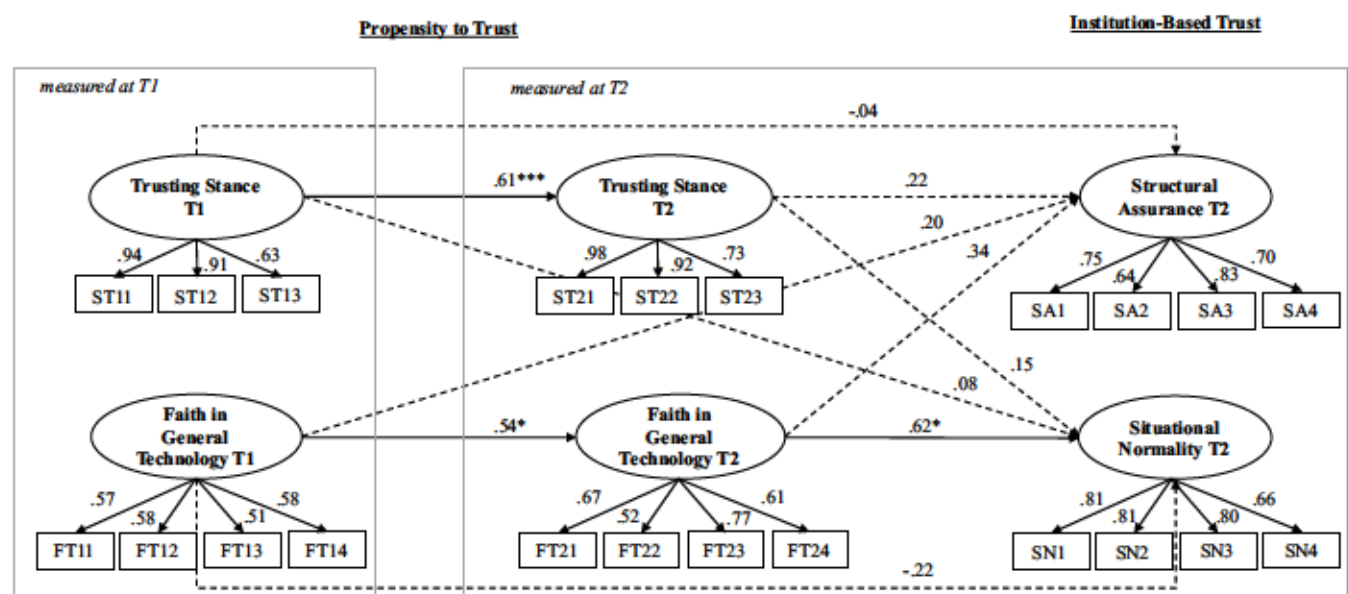 Propensity to Trust
Institution-Based Trust
measured at T1
measured at T2
-.04
Trusting Stance
T1
.61***
Trusting Stance
T2
.22
Structural
Assurance T2
.20
.34
.94
.91
.63
.98
.92
.73
.75
.64
.83
.70
ST11
ST12
ST13
ST21
ST22
ST23
SA1
SA2
SA3
SA4
.15
.08
Faith in
General
Technology T1
.54*
Faith in
General
Technology T2
.62*
Situational
Normality T2
.57
.58
.51
.58
.67
.52
.77
.61
.81
.81
.80
.66
FT11
FT12
FT13
FT14
FT21
FT22
FT23
FT24
SN1
SN2
SN3
SN4
-.22